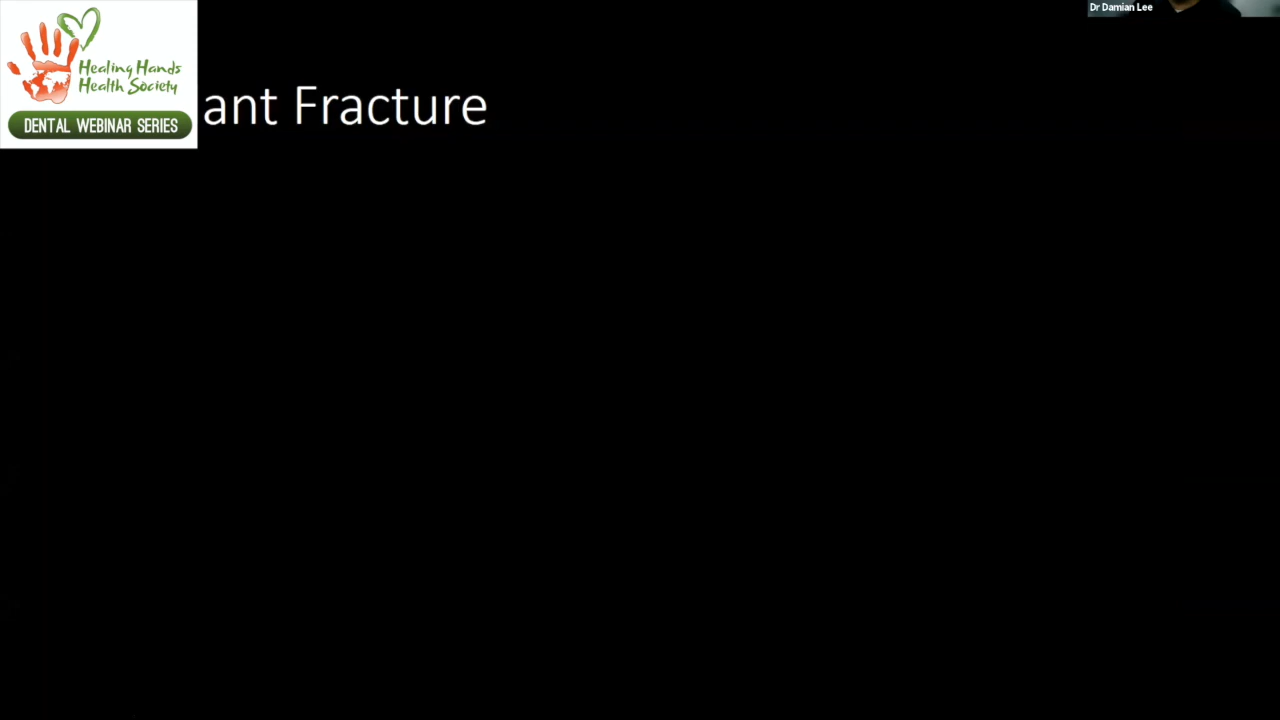 Dr Damian Lee
Healing Hands
Health Society
DENTAL WEBINAR SERIES
ant Fracture